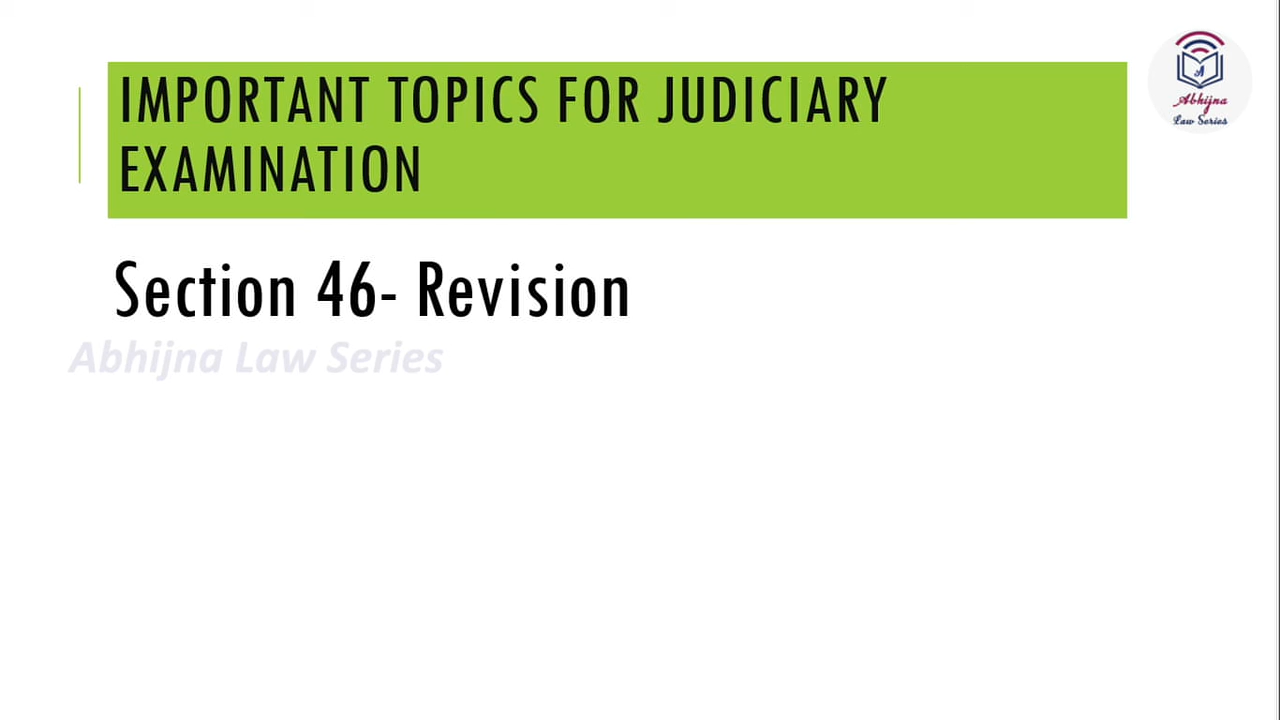 IMPORTANT TOPICS FOR JUDICIARY
EXAMINATION
A
Abhijna
Law Series
Section 46- Revision
Abhijna Law Series